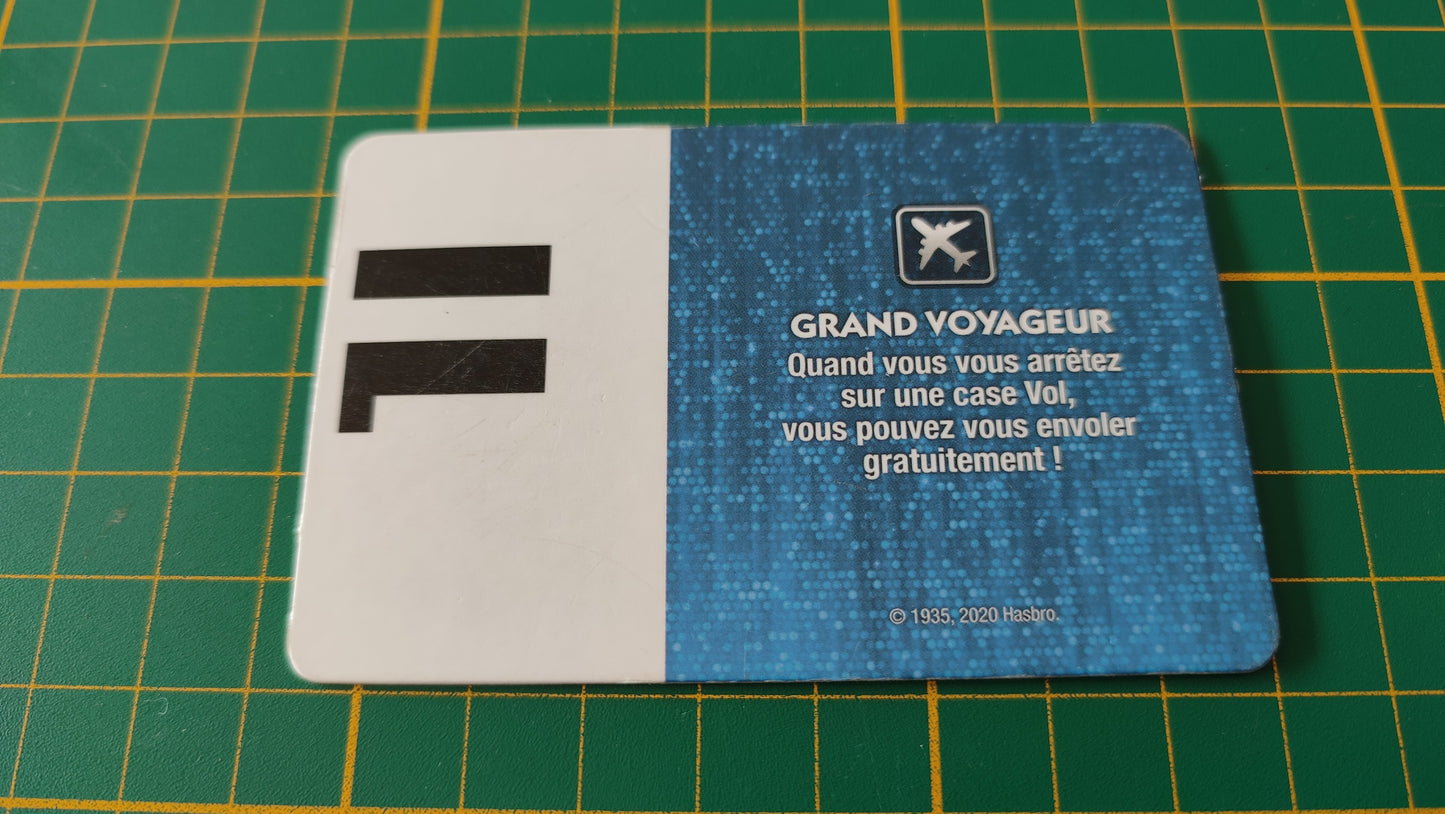 GRAND VOYAGEUR
Quand vous vous arrêtez
sur une case Vol,
vous pouvez vous envoler
gratuitement !
© 1935, 2020 Hasbro.